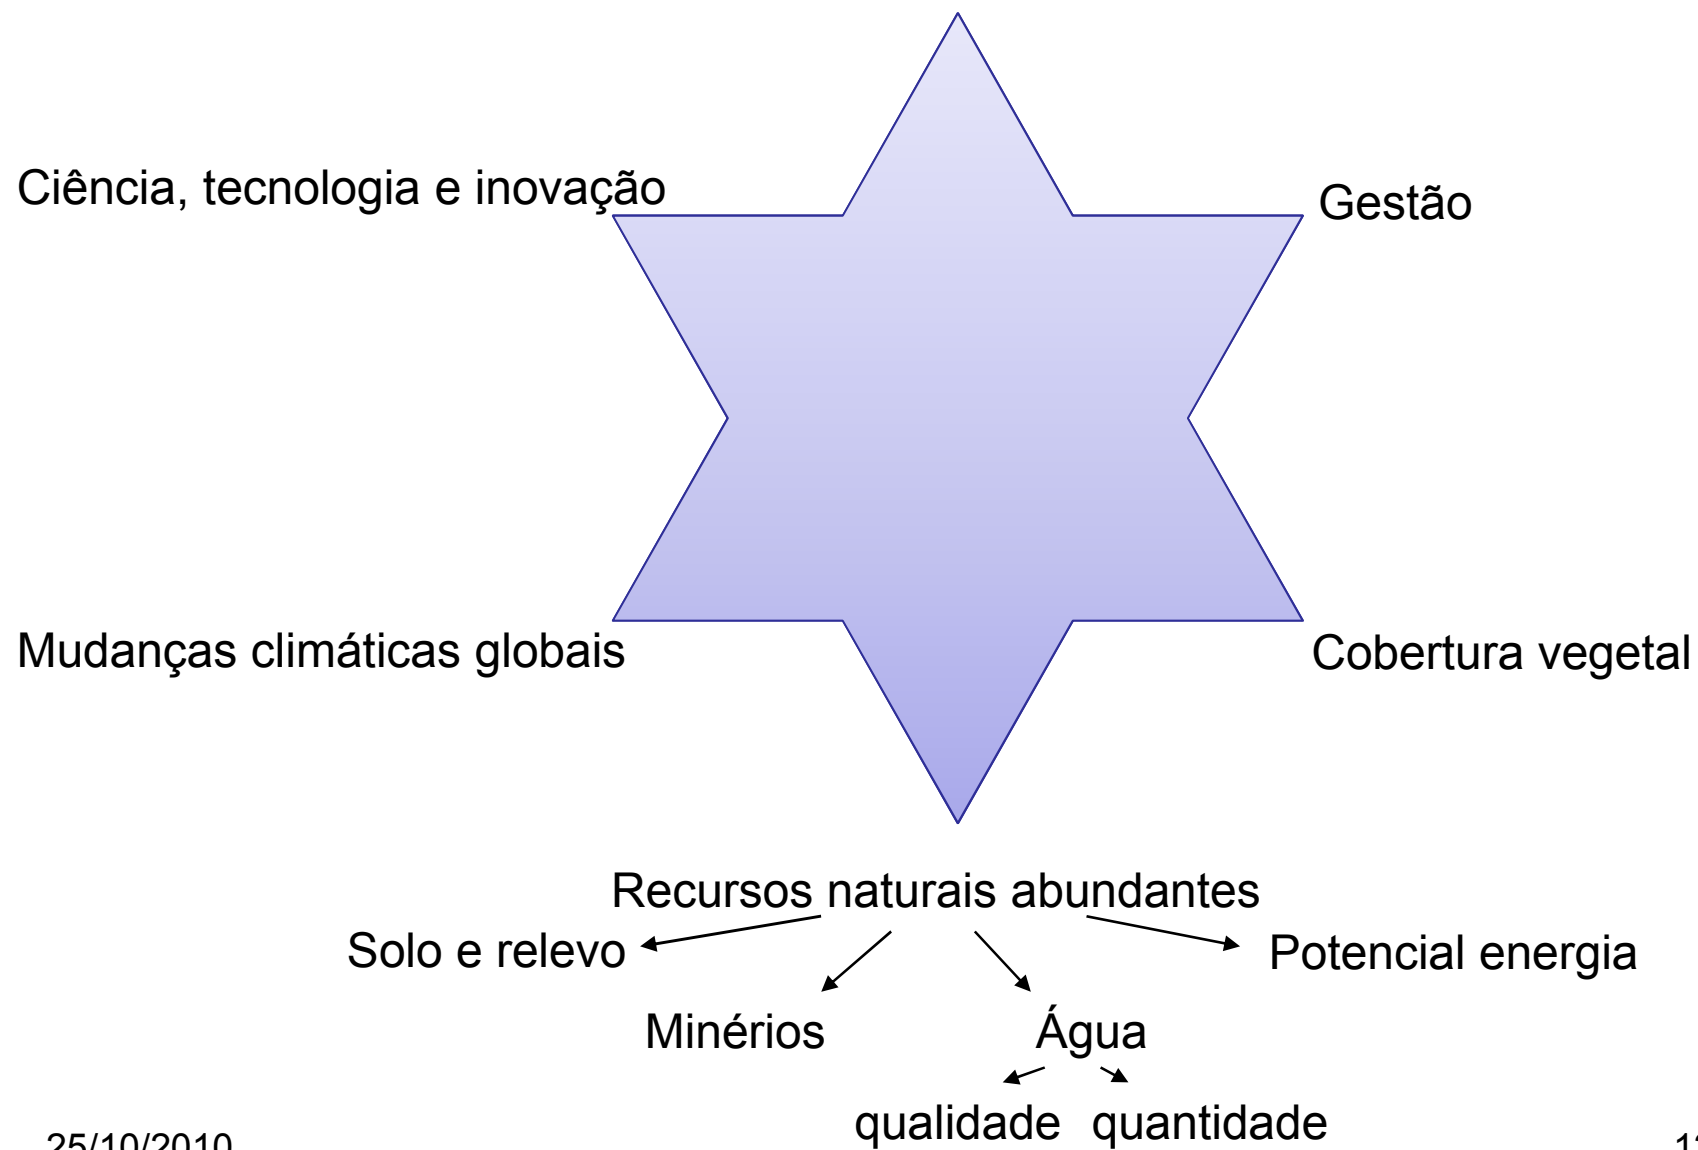 Ciência, tecnologia e inovação
Gestão
Mudanças climáticas globais
Cobertura vegetal
Recursos naturais abundantes
Solo e relevo
Potencial energia
Minérios
Água
qualidade quantidade
25/10/2010